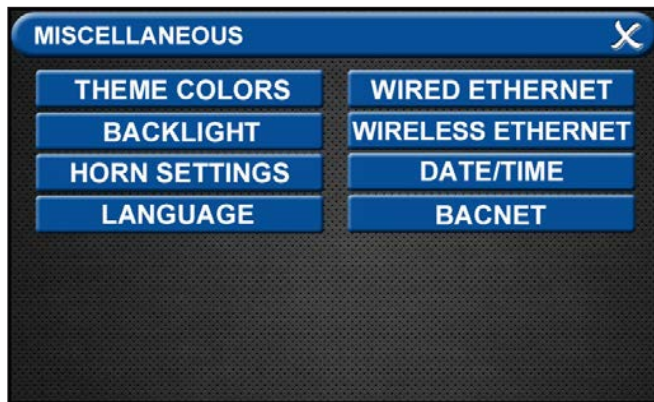 MISCELLANEOUS
THEME COLORS
WIRED ETHERNET
BACKLIGHT
WIRELESS ETHERNET
HORN SETTINGS
DATE/TIME
LANGUAGE
BACNET